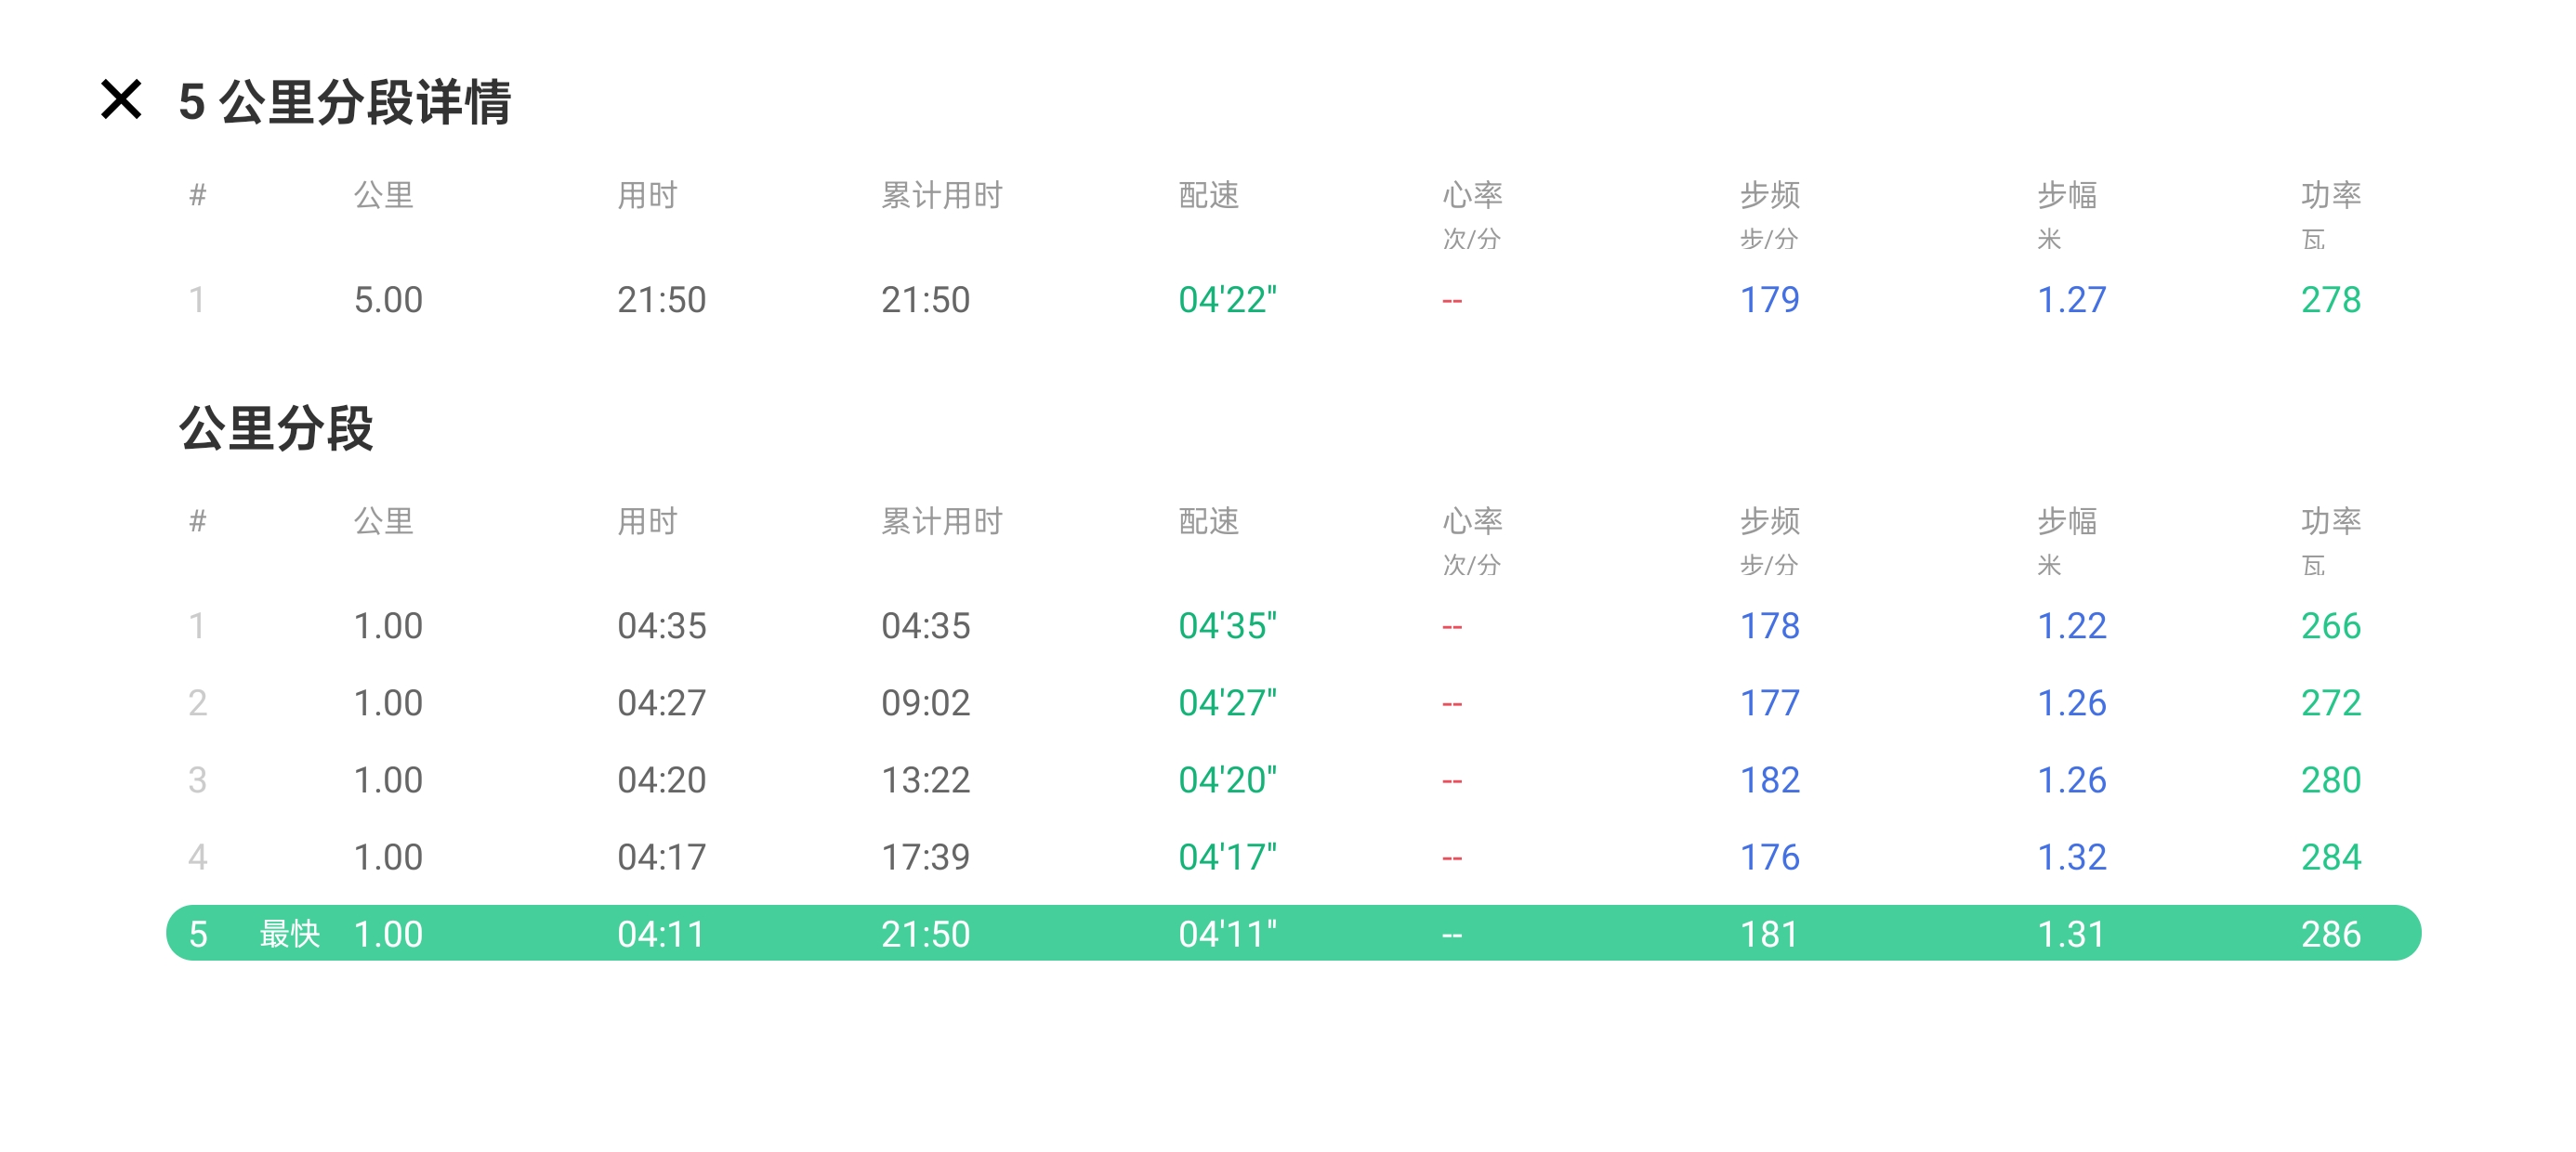 5 公里分段详情
# 公里 用时 累计用时 配速 心率 步频 步幅 功率
次/分 步/分 米 瓦
1 5.00 21:50 21:50 04'22" -- 179 1.27 278
公里分段
# 公里 用时 累计用时 配速 心率 步频 步幅 功率
次/分 步/分 米 瓦
1 1.00 04:35 04:35 04'35" -- 178 1.22 266
2 1.00 04:27 09:02 04'27" -- 177 1.26 272
3 1.00 04:20 13:22 04'20" -- 182 1.26 280
4 1.00 04:17 17:39 04'17" -- 176 1.32 284
5 最快 1.00 04:11 21:50 04'11" -- 181 1.31 286